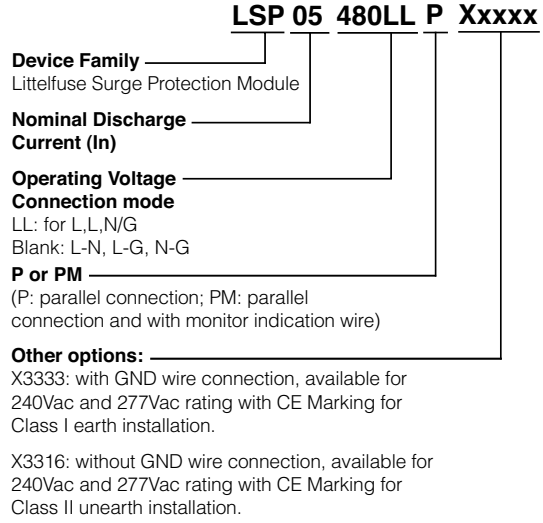 LSP 05 480LL P Xxxxx
Device Family
Littelfuse Surge Protection Module
Nominal Discharge
Current (In)
Operating Voltage
Connection mode
LL: for L,L,N/G
Blank: L-N, L-G, N-G
P or PM
(P: parallel connection; PM: parallel
connection and with monitor indication wire)
Other options:
X3333: with GND wire connection, available for
240Vac and 277Vac rating with CE Marking for
Class I earth installation.
X3316: without GND wire connection, available for
240Vac and 277Vac rating with CE Marking for
Class II unearth installation.